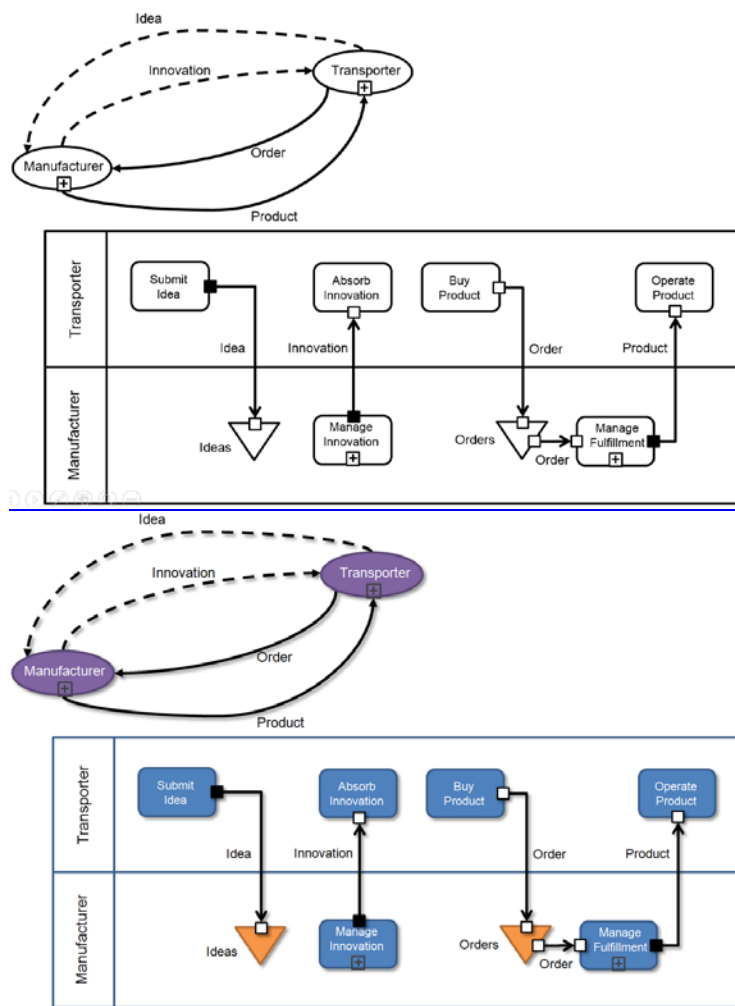 Idea
Innovation
Transporter
Order
Manufacturer
Product
Transporter
Submit
Idea
Absorb
Innovation
Buy
Product
Operate
Product
Idea
Innovation
Order
Product
Manufacturer
Ideas
Manage
Innovation
Orders
Order
Manage
Fulfillment
Idea
Innovation
Transporter
Order
Manufacturer
Product
Transporter
Submit
Idea
Absorb
Innovation
Buy
Product
Operate
Product
Idea
Innovation
Order
Product
Manufacturer
Ideas
Manage
Innovation
Orders
Order
Manage
Fulfillment